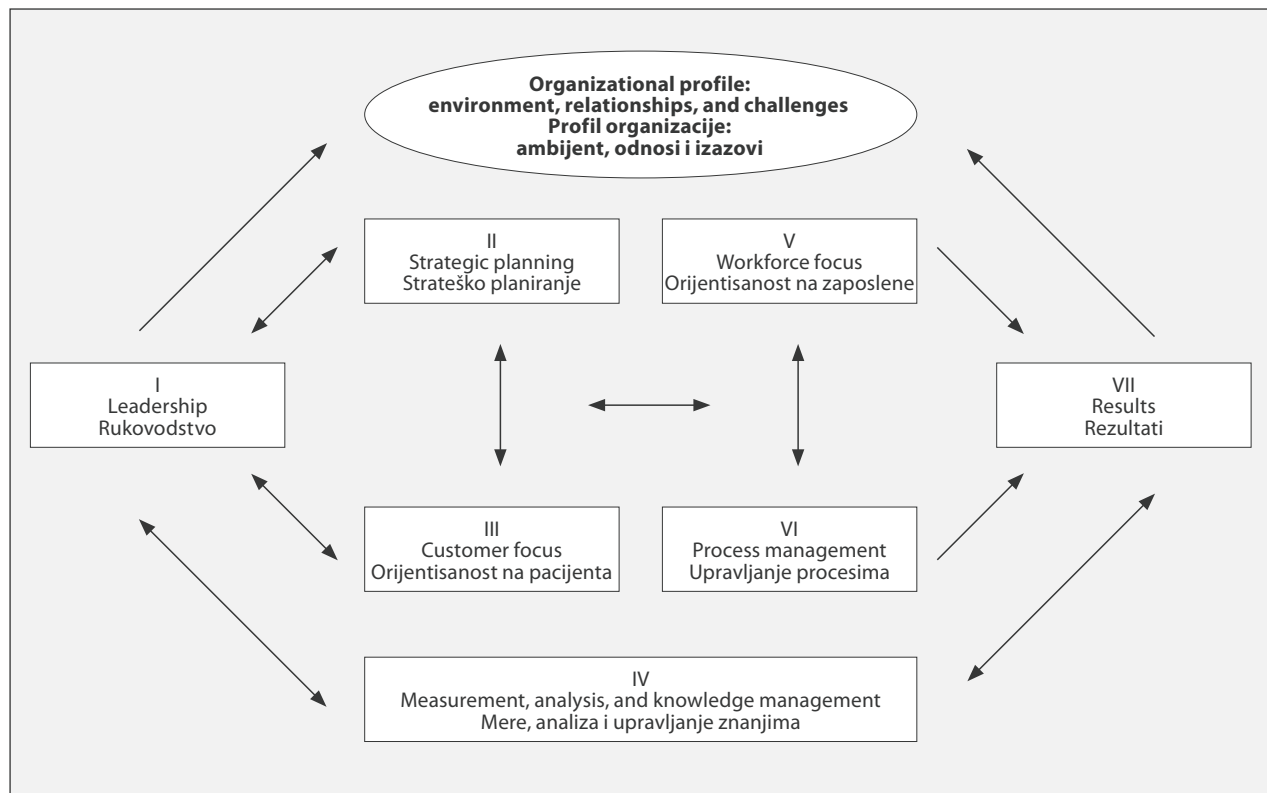 Organizational profile:
environment, relationships, and challenges
Profil organizacije:
ambijent, odnosi i izazovi
II
Strategic planning
Strateško planiranje
V
Workforce focus
Orijentisanost na zaposlene
I
Leadership
Rukovodstvo
VII
Results
Rezultati
III
Customer focus
Orijentisanost na pacijenta
VI
Process management
Upravljanje procesima
IV
Measurement, analysis, and knowledge management
Mere, analiza i upravljanje znanjima